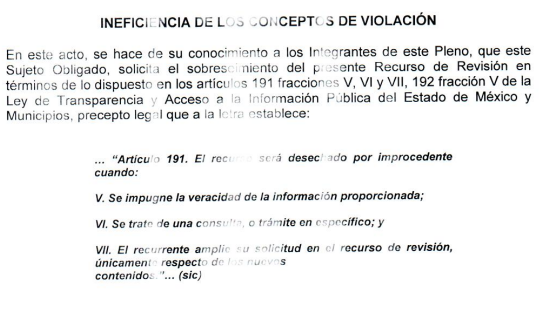 INEFICIENCIA DE LOS CONCEPTOS DE VIOLACIÓN
En este acto, se hace de su conocimiento a los Integrantes de este Pleno, que este
Sujeto Obligado, solicita el sobreseimiento del presente Recurso de Revisión en
términos de lo dispuesto en los artículos 191 fracciones V, VI y VII, 192 fracción V de la
Ley de Transparencia y Acceso a la Información Pública del Estado de México y
Municipios, precepto legal que a la letra establece:
... “Artículo 191. El recurso será desechado por improcedente
cuando:
V. Se impugne la veracidad de la información proporcionada;
VI. Se trate de una consulta, o trámite en específico; y
VII. El recurrente amplíe su solicitud en el recurso de revisión,
únicamente respecto de los nuevos
contenidos.”... (sic)